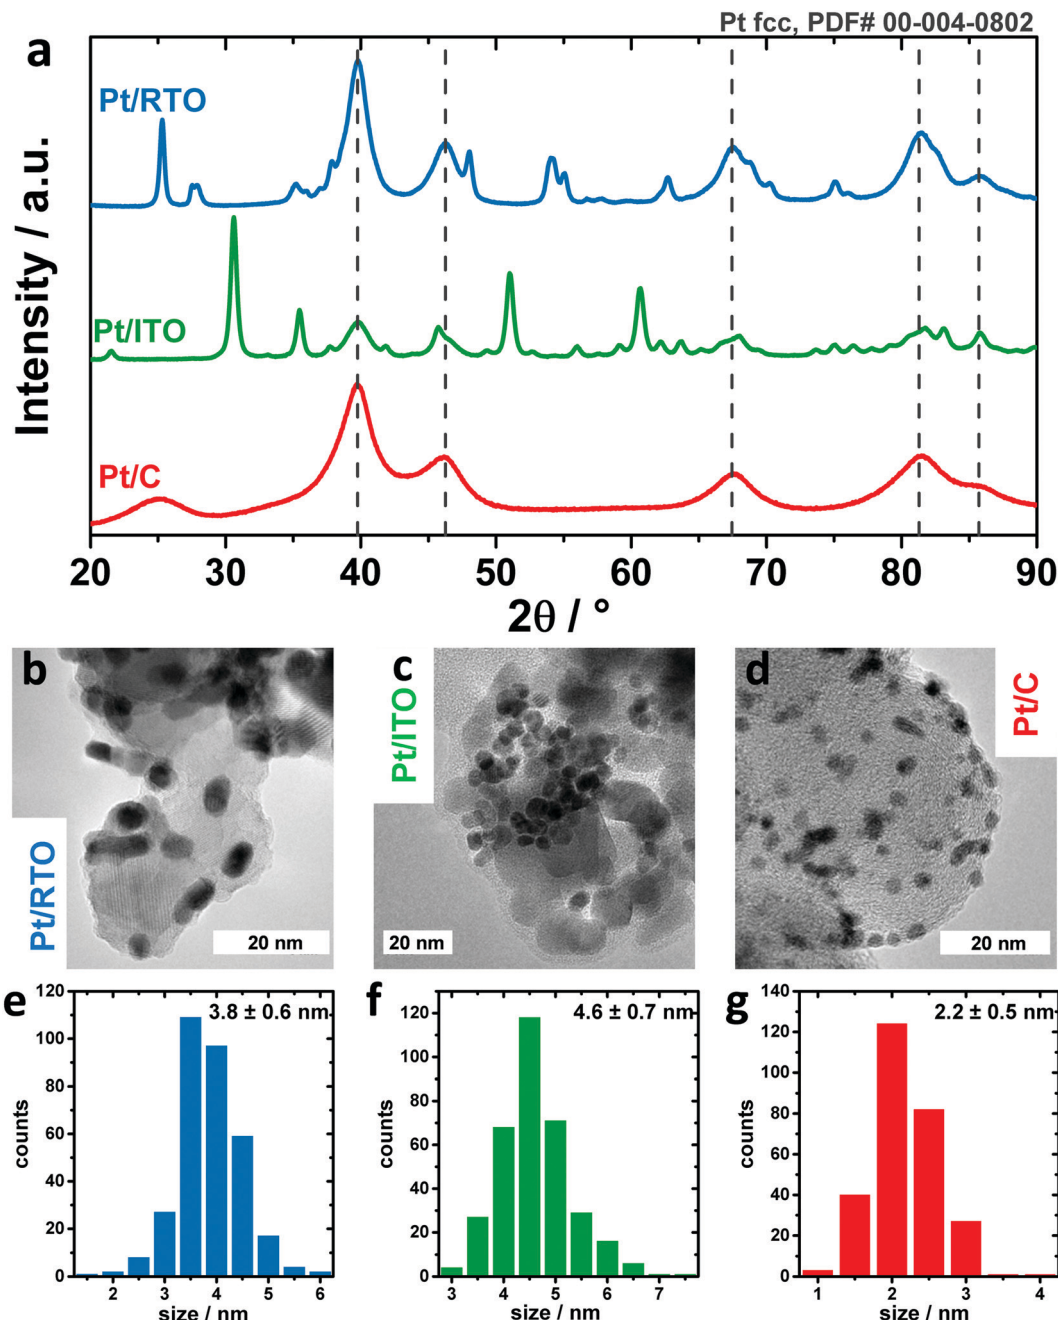 Pt fcc, PDF# 00-004-0802
a
Pt/RTO
Pt/ITO
Pt/C
Intensity / a.u.
20 30 40 50 60 70 80 90
2θ / °
b
Pt/RTO
20 nm
c
Pt/ITO
20 nm
d
Pt/C
20 nm
e
3.8 ± 0.6 nm
120
100
80
60
40
20
0
counts
2 3 4 5 6
size / nm
f
4.6 ± 0.7 nm
120
100
80
60
40
20
0
counts
3 4 5 6 7
size / nm
g
2.2 ± 0.5 nm
140
120
100
80
60
40
20
0
counts
1 2 3 4
size / nm